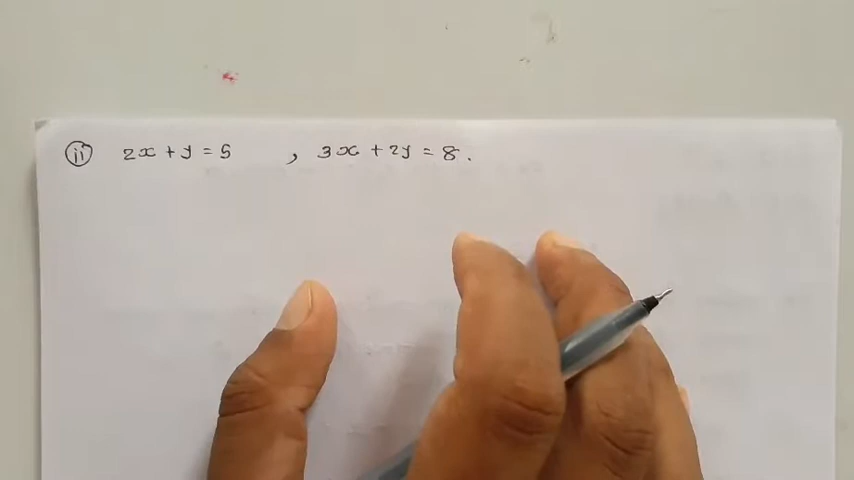 ii 2x + y = 5 , 3x + 2y = 8.